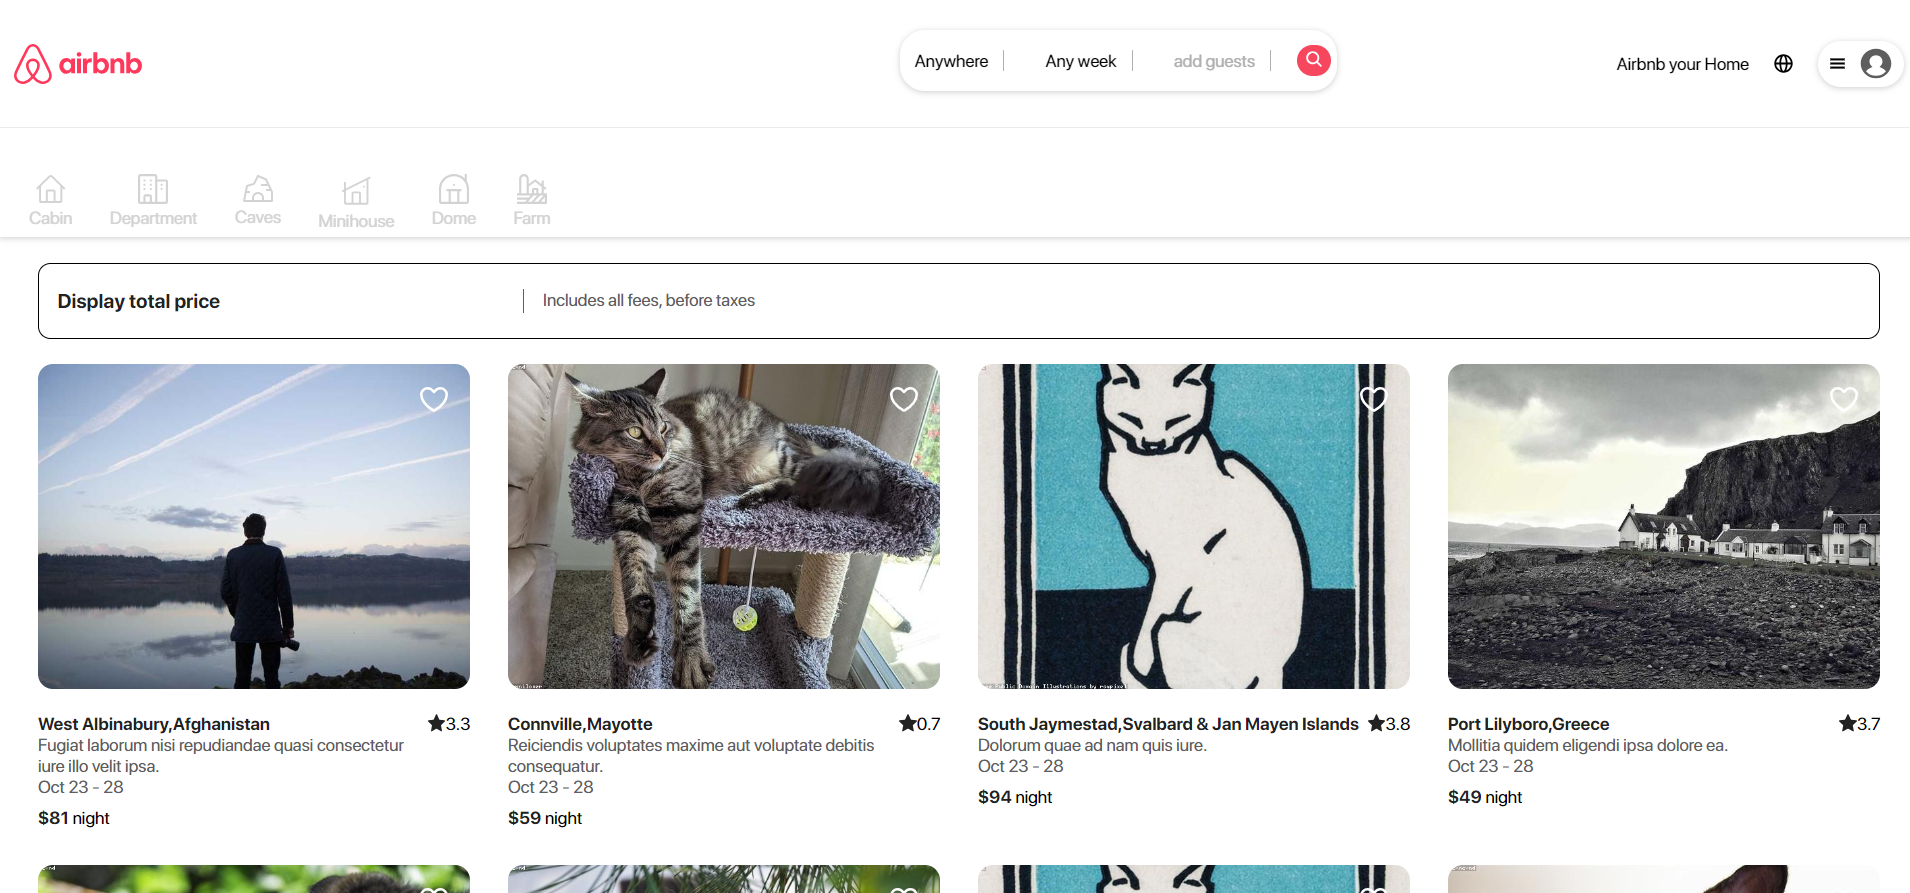 airbnb
Anywhere
Any week
add guests
Airbnb your Home
Cabin
Department
Caves
Minihouse
Dome
Farm
Display total price
Includes all fees, before taxes
West Albinabury,Afghanistan
3.3
Fugiat laborum nisi repudiandae quasi consectetur
iure illo velit ipsa.
Oct 23 - 28
$81 night
Connville,Mayotte
0.7
Reiciendis voluptates maxime aut voluptate debitis
consequatur.
Oct 23 - 28
$59 night
South Jaymestad,Svalbard & Jan Mayen Islands
3.8
Dolorum quae ad nam quis iure.
Oct 23 - 28
$94 night
Port Lilyboro,Greece
3.7
Mollitia quidem eligendi ipsa dolore ea.
Oct 23 - 28
$49 night